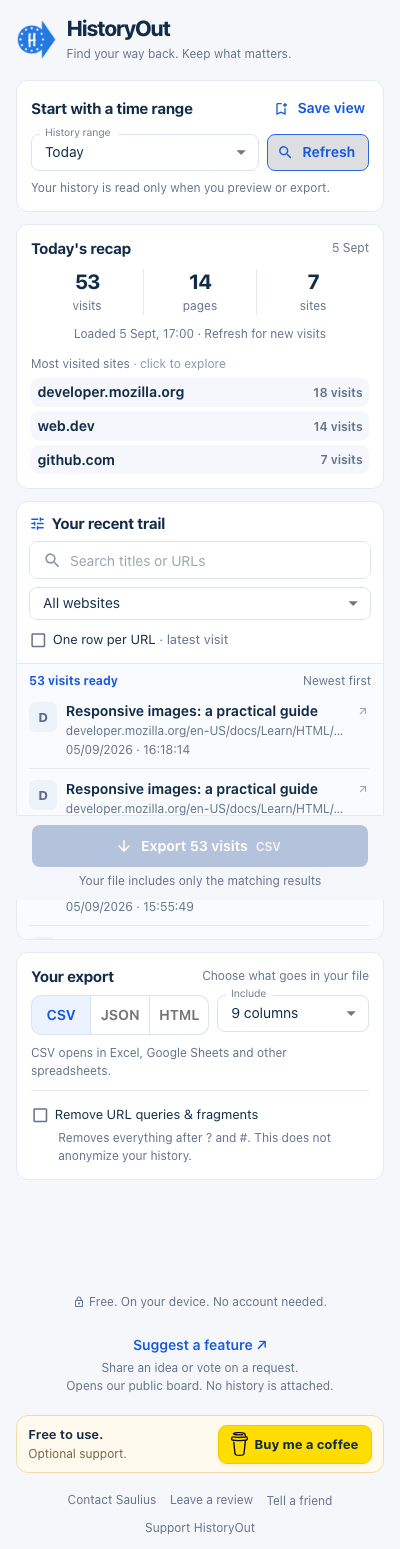 HistoryOut
Find your way back. Keep what matters.
Start with a time range
Save view
History range
Today
Refresh
Your history is read only when you preview or export.
Today's recap
5 Sept
53
14
7
visits
pages
sites
Loaded 5 Sept, 17:00 · Refresh for new visits
Most visited sites · click to explore
developer.mozilla.org
18 visits
web.dev
14 visits
github.com
7 visits
Your recent trail
Search titles or URLs
All websites
One row per URL · latest visit
53 visits ready
Newest first
D
Responsive images: a practical guide
developer.mozilla.org/en-US/docs/Learn/HTML/...
05/09/2026 · 16:18:14
D
Responsive images: a practical guide
developer.mozilla.org/en-US/docs/Learn/HTML/...
Export 53 visits CSV
Your file includes only the matching results
05/09/2026 · 15:55:49
Your export
Choose what goes in your file
CSV
JSON
HTML
Include
9 columns
CSV opens in Excel, Google Sheets and other
spreadsheets.
Remove URL queries & fragments
Removes everything after ? and #. This does not
anonymize your history.
Free. On your device. No account needed.
Suggest a feature ↗
Share an idea or vote on a request.
Opens our public board. No history is attached.
Free to use.
Optional support.
Buy me a coffee
Contact Saulius
Leave a review
Tell a friend
Support HistoryOut